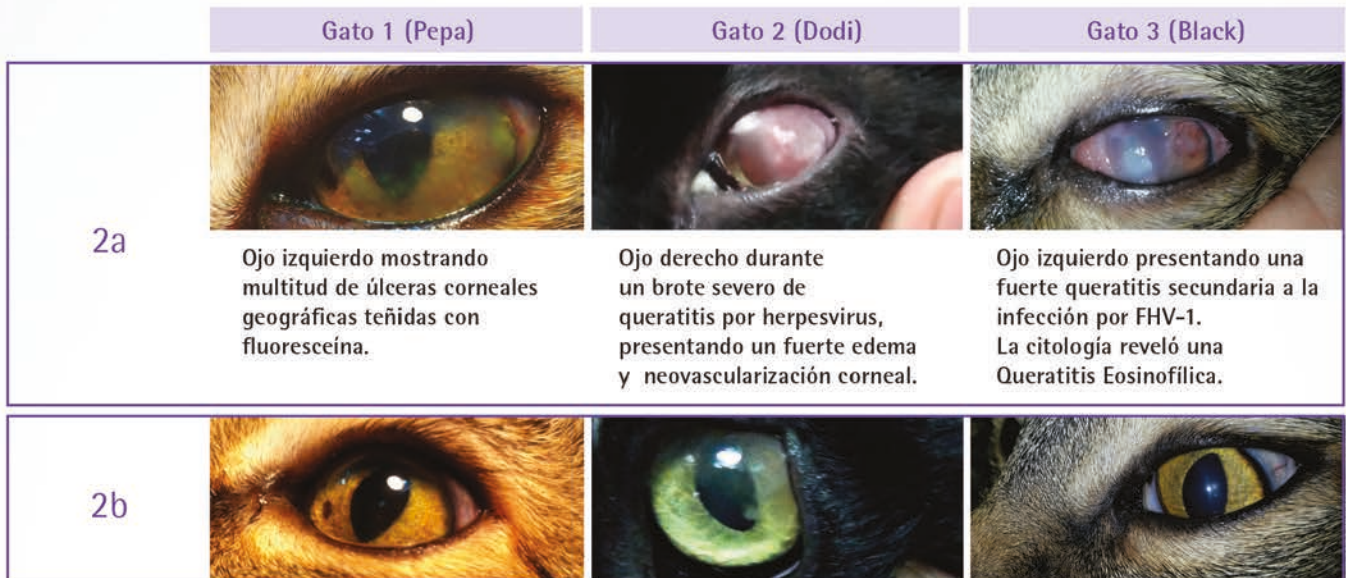 Gato 1 (Pepa)
Gato 2 (Dodi)
Gato 3 (Black)
2a
Ojo izquierdo mostrando
multitud de úlceras corneales
geográficas teñidas con
fluoresceína.
Ojo derecho durante
un brote severo de
queratitis por herpesvirus,
presentando un fuerte edema
y neovascularización corneal.
Ojo izquierdo presentando una
fuerte queratitis secundaria a la
infección por FHV-1.
La citología reveló una
Queratitis Eosinofílica.
2b